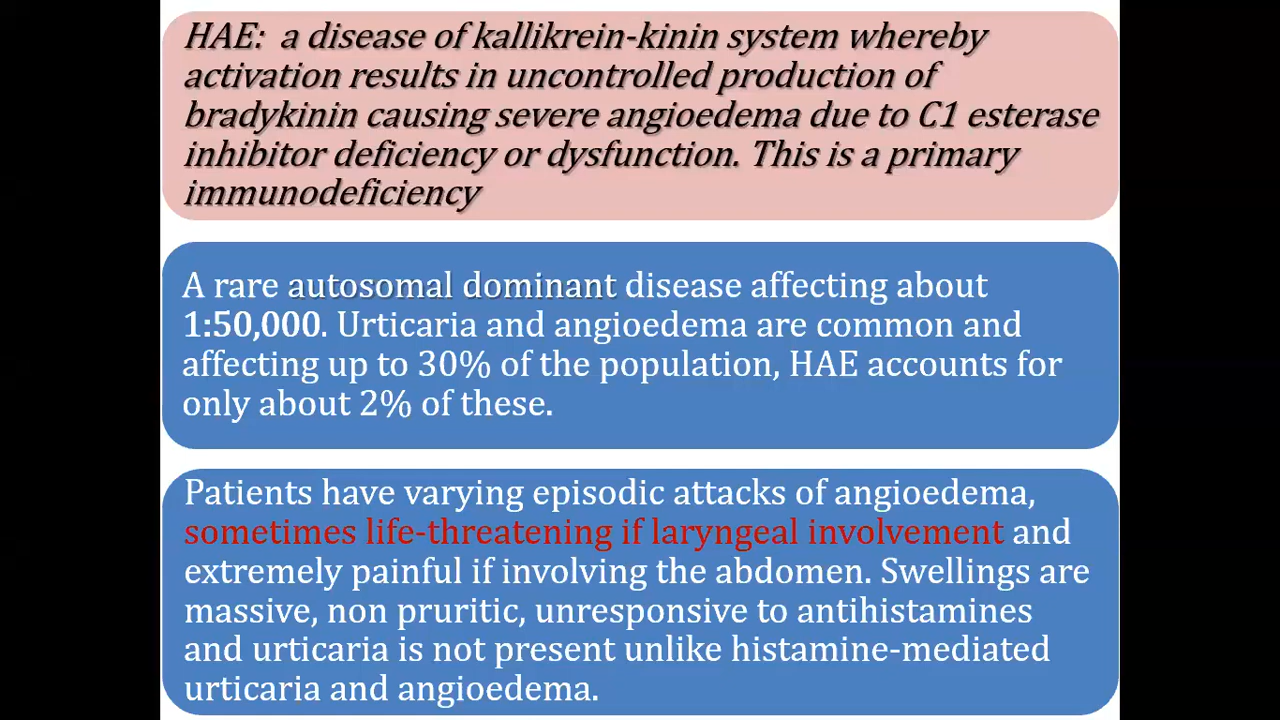 HAE: a disease of kallikrein-kinin system whereby
activation results in uncontrolled production of
bradykinin causing severe angioedema due to C1 esterase
inhibitor deficiency or dysfunction. This is a primary
immunodeficiency
A rare autosomal dominant disease affecting about
1:50,000. Urticaria and angioedema are common and
affecting up to 30% of the population, HAE accounts for
only about 2% of these.
Patients have varying episodic attacks of angioedema,
sometimes life-threatening if laryngeal involvement and
extremely painful if involving the abdomen. Swellings are
massive, non pruritic, unresponsive to antihistamines
and urticaria is not present unlike histamine-mediated
urticaria and angioedema.